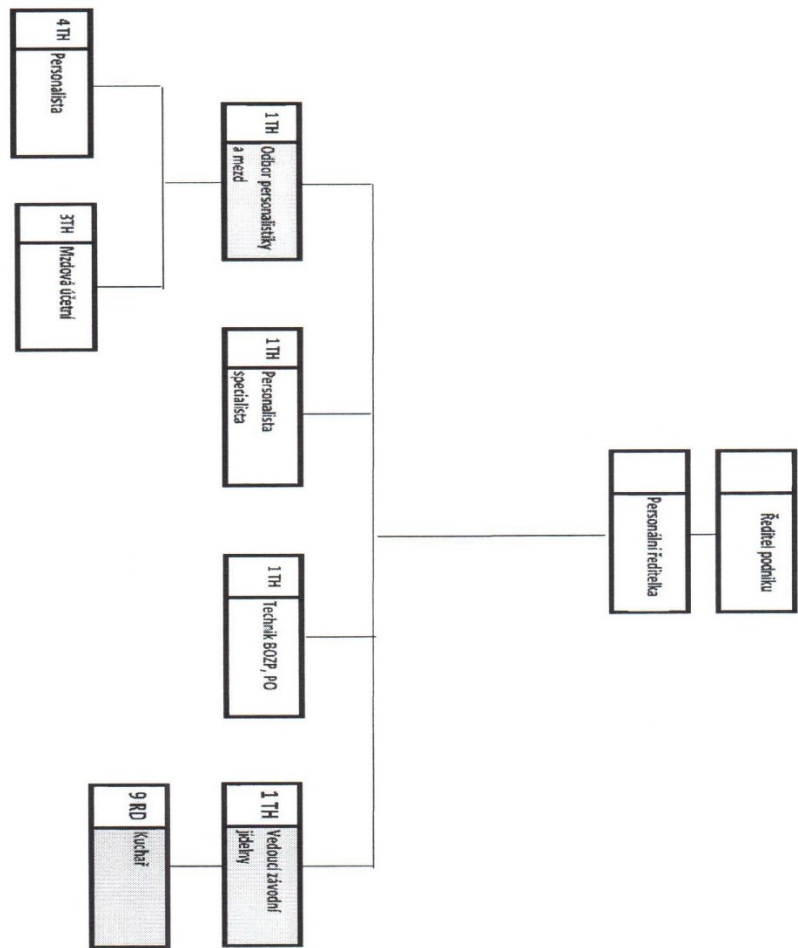 Ředitel podniku
Personální ředitelka
1 TH
Odbor personalistiky
a mezd
1 TH
Personalista
specialista
1 TH
Technik BOZP, PO
1 TH
Vedoucí závodní
jídelny
4 TH
Personalista
3TH
Mzdová účetní
9 RD
Kuchař